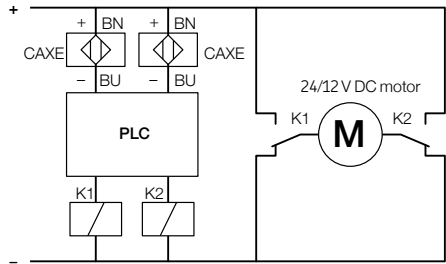 +
+ BN + BN
CAXE CAXE
– BU – BU
24/12 V DC motor
PLC
K1 M K2
K1 K2
–